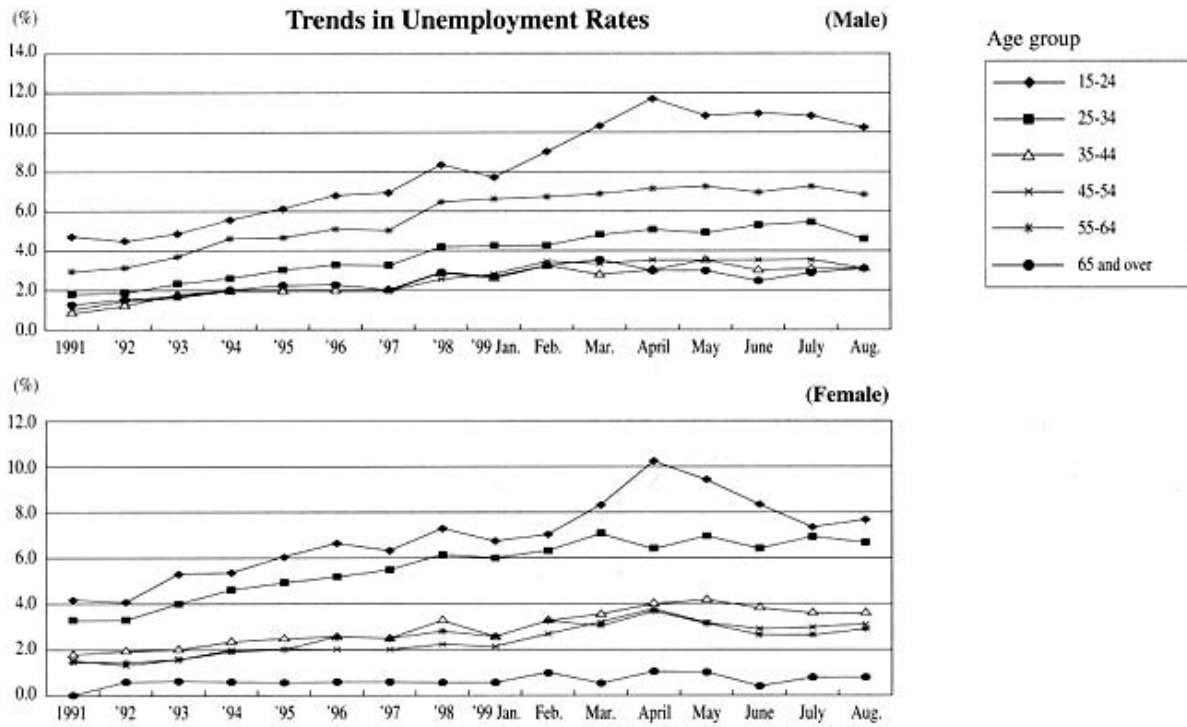 Trends in Unemployment Rates
(%) (Male)
14.0
12.0
10.0
8.0
6.0
4.0
2.0
0.0
1991 '92 '93 '94 '95 '96 '97 '98 '99 Jan. Feb. Mar. April May June July Aug.
Age group
15-24
25-34
35-44
45-54
55-64
65 and over
(%) (Female)
12.0
10.0
8.0
6.0
4.0
2.0
0.0
1991 '92 '93 '94 '95 '96 '97 '98 '99 Jan. Feb. Mar. April May June July Aug.